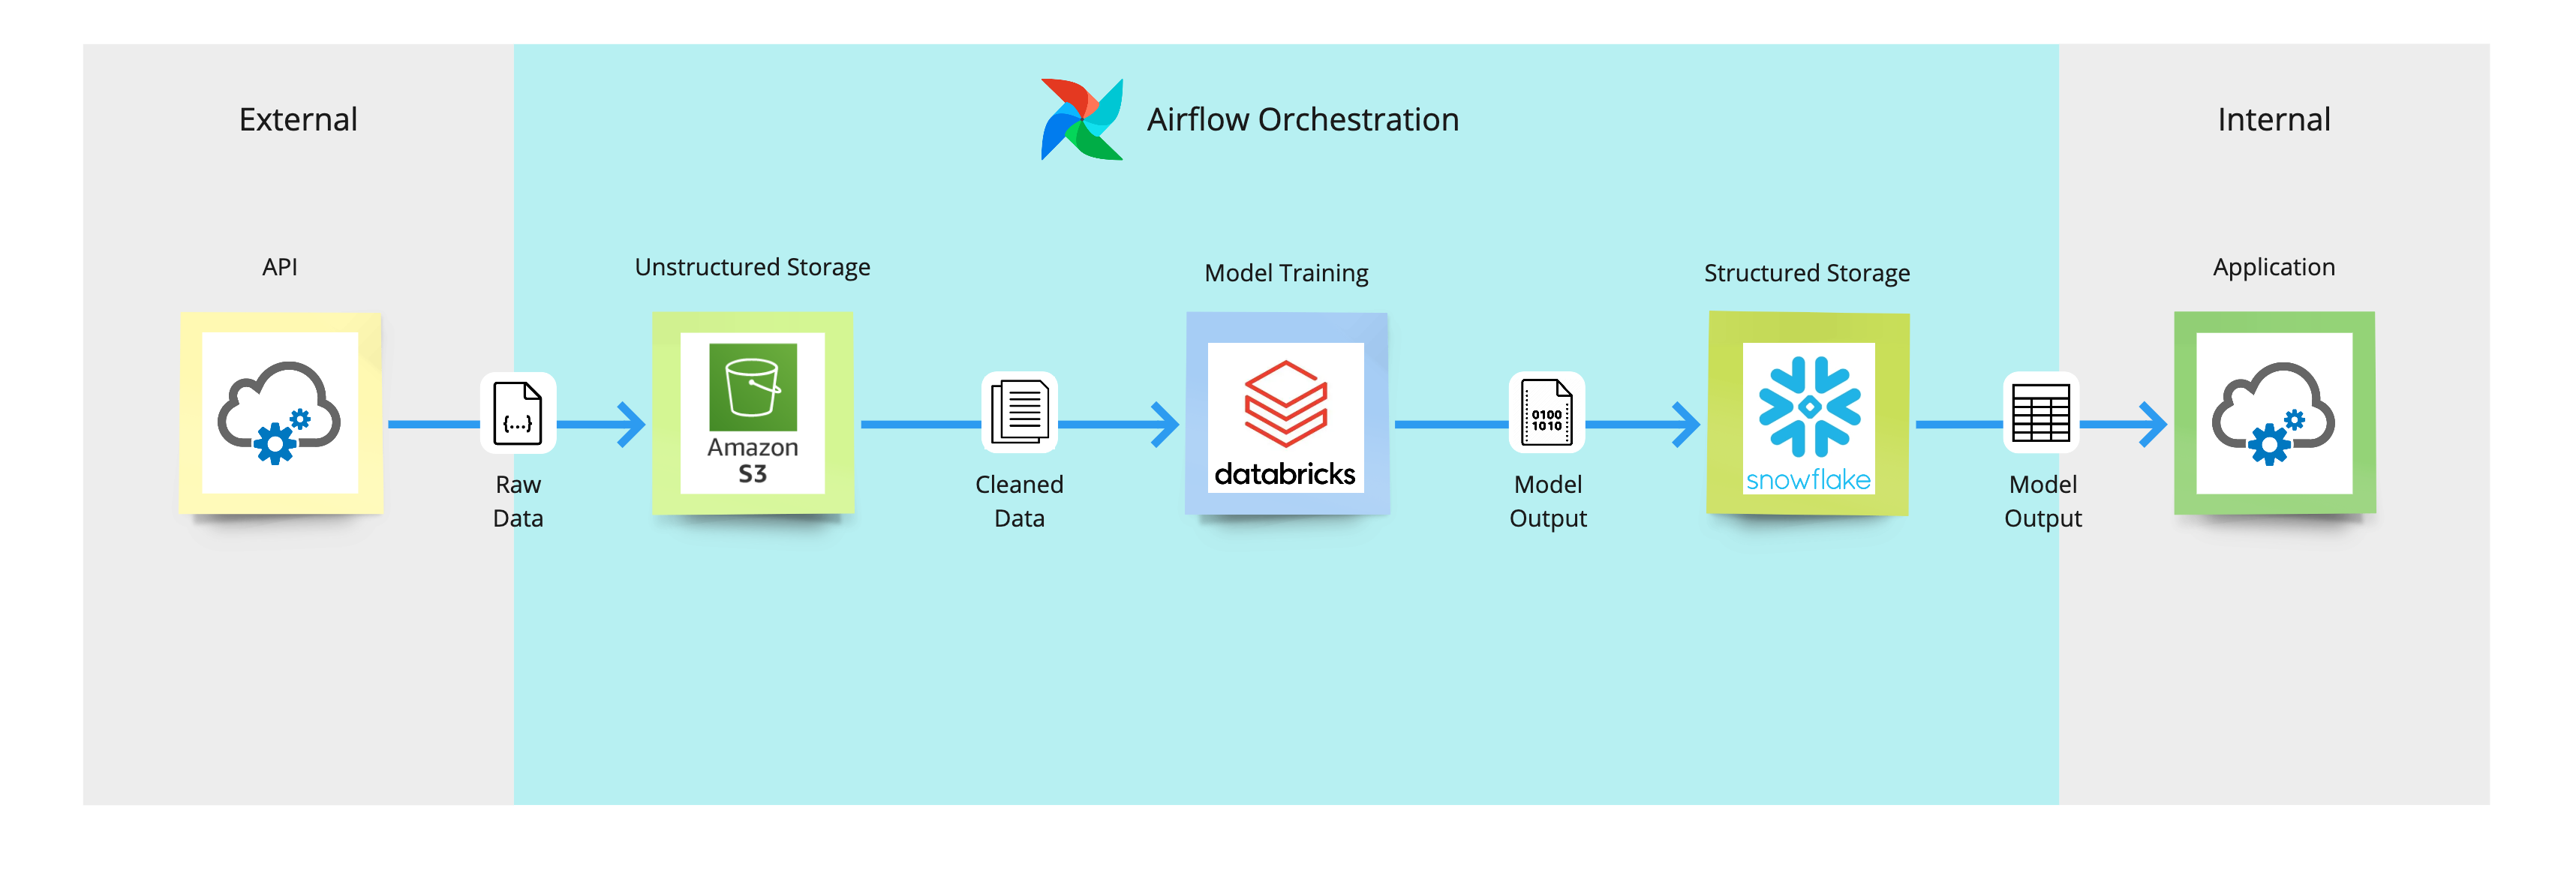 External
Airflow Orchestration
Internal
API
Unstructured Storage
Model Training
Structured Storage
Application
{...}
Raw
Data
Amazon
S3
Cleaned
Data
databricks
0100
1010
Model
Output
snowflake
Model
Output